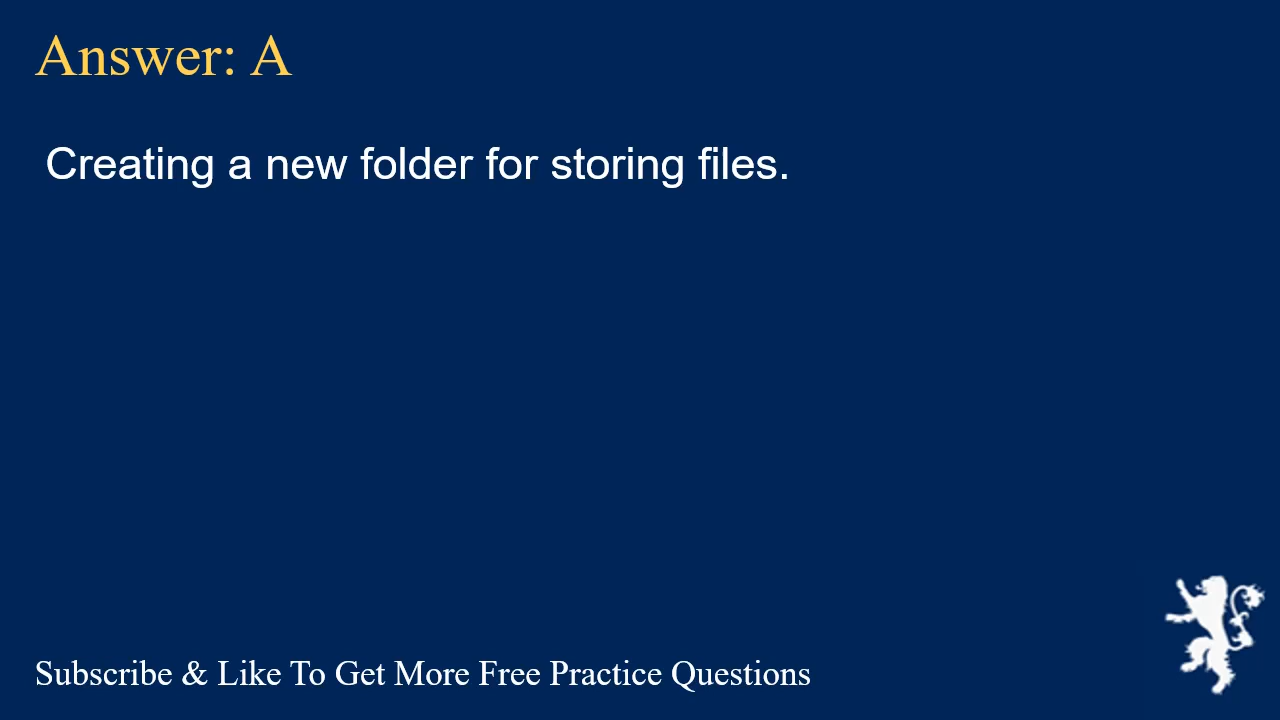 Answer: A
Creating a new folder for storing files.
Subscribe & Like To Get More Free Practice Questions